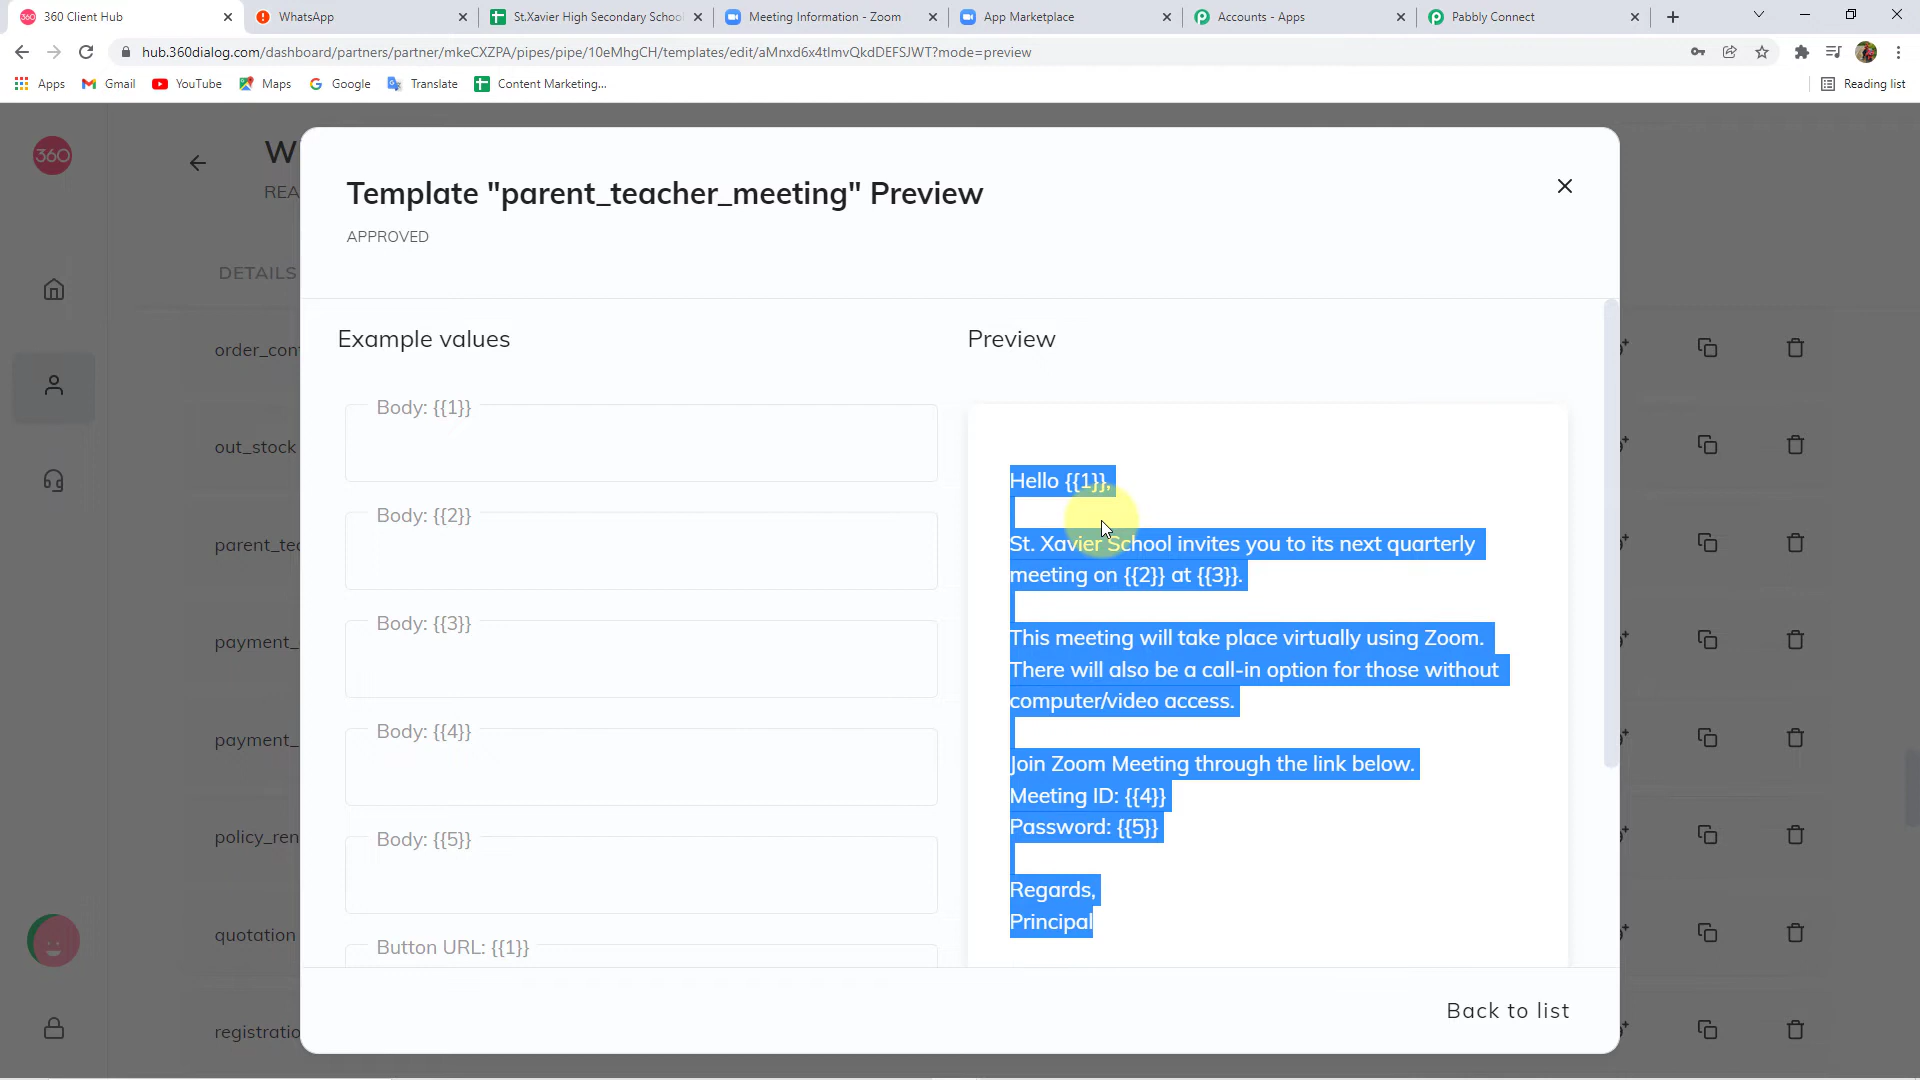 360 Client Hub
WhatsApp
St.Xavier High Secondary School
Meeting Information - Zoom
App Marketplace
Accounts - Apps
Pabbly Connect
hub.360dialog.com/dashboard/partners/partner/mkeCXZPA/pipes/pipe/10eMhgCH/templates/edit/aMnxd6x4tlmvQkdDEFSJWT?mode=preview
Apps
Gmail
YouTube
Maps
Google
Translate
Content Marketing...
Reading list
360
W
REA
DETAILS
order_con
out_stock
parent_tea
payment_
payment_
policy_ren
quotation
registratio
Template "parent_teacher_meeting" Preview
APPROVED
Example values
Body: {{1}}
Body: {{2}}
Body: {{3}}
Body: {{4}}
Body: {{5}}
Button URL: {{1}}
Preview
Hello {{1}},
St. Xavier School invites you to its next quarterly
meeting on {{2}} at {{3}}.
This meeting will take place virtually using Zoom.
There will also be a call-in option for those without
computer/video access.
Join Zoom Meeting through the link below.
Meeting ID: {{4}}
Password: {{5}}
Regards,
Principal
Back to list